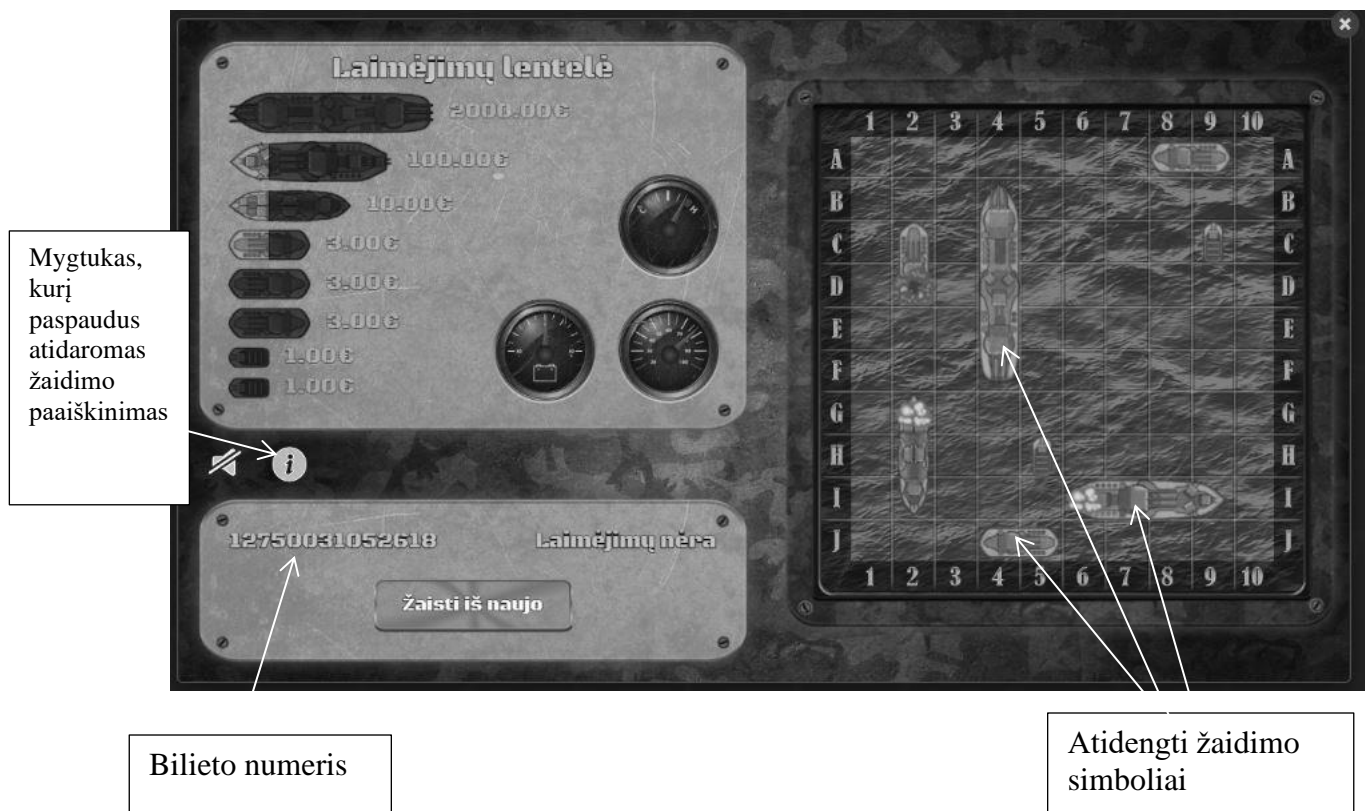 Laimėjimų lentelė
2000.00€
100.00€
10.00€
3.00€
3.00€
3.00€
1.00€
1.00€
C H
Mygtukas,
kurį
paspaudus
atidaromas
žaidimo
paaiškinimas
i
12750031052618 Laimėjimų nėra
Žaisti iš naujo
1 2 3 4 5 6 7 8 9 10
A A
B B
C C
D D
E E
F F
G G
H H
I I
J J
1 2 3 4 5 6 7 8 9 10
Bilieto numeris
Atidengti žaidimo
simboliai